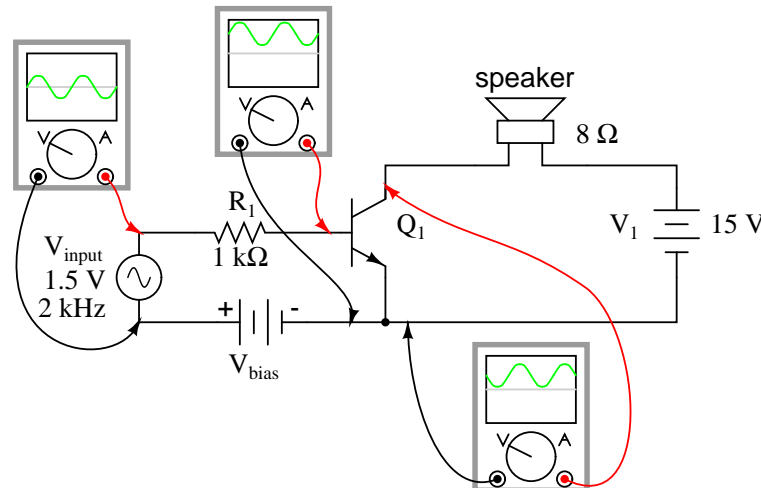 V A
V A
speaker
8 Ω
R1
1 kΩ
Q1
V1 15 V
Vinput
1.5 V
2 kHz
+ -
Vbias
V A